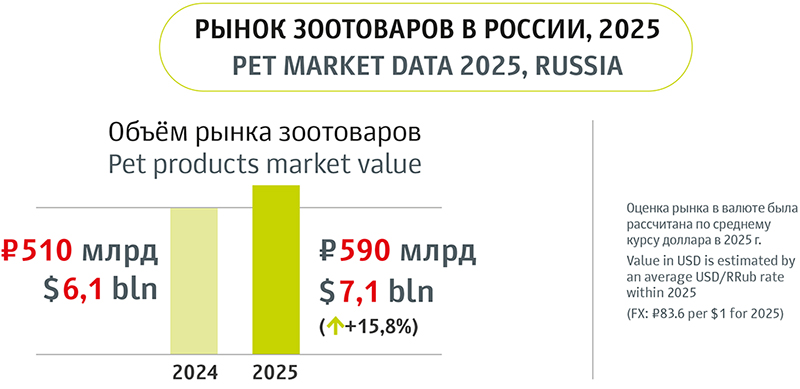 РЫНОК ЗООТОВАРОВ В РОССИИ, 2025
PET MARKET DATA 2025, RUSSIA
Объём рынка зоотоваров
Pet products market value
₽510 млрд
$6,1 bln
₽590 млрд
$7,1 bln
(+15,8%)
2024
2025
Оценка рынка в валюте была
рассчитана по среднему
курсу доллара в 2025 г.
Value in USD is estimated by
an average USD/RRub rate
within 2025
(FX: ₽83.6 per $1 for 2025)